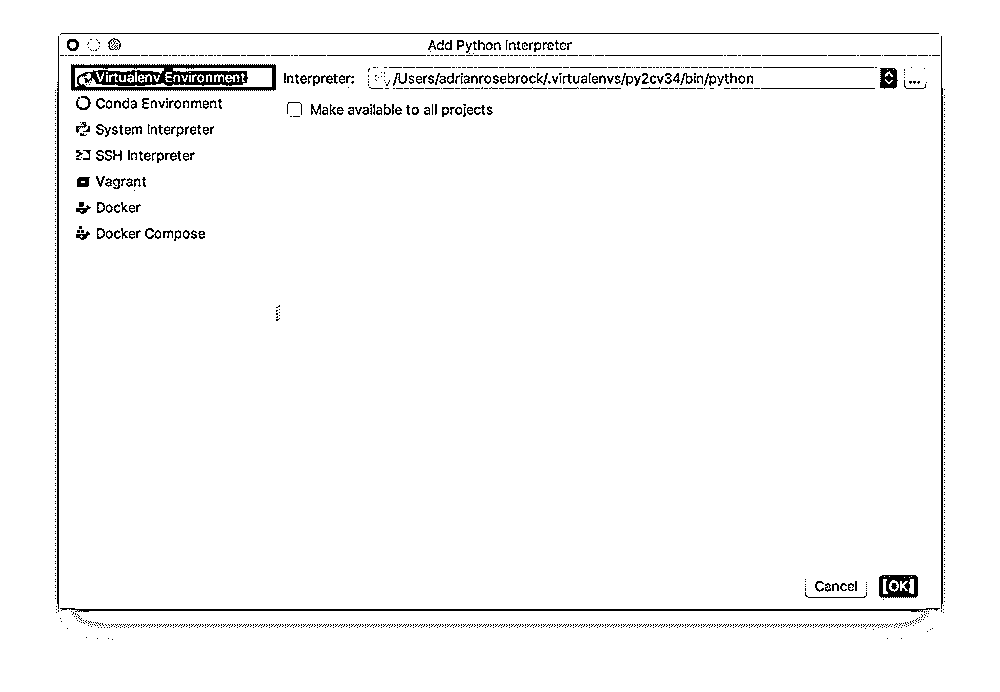 Add Python Interpreter
Virtualenv Environment
Interpreter: /Users/adrianrosebrock/.virtualenvs/py2cv34/bin/python ...
Conda Environment
Make available to all projects
System Interpreter
SSH Interpreter
Vagrant
Docker
Docker Compose
Cancel
OK